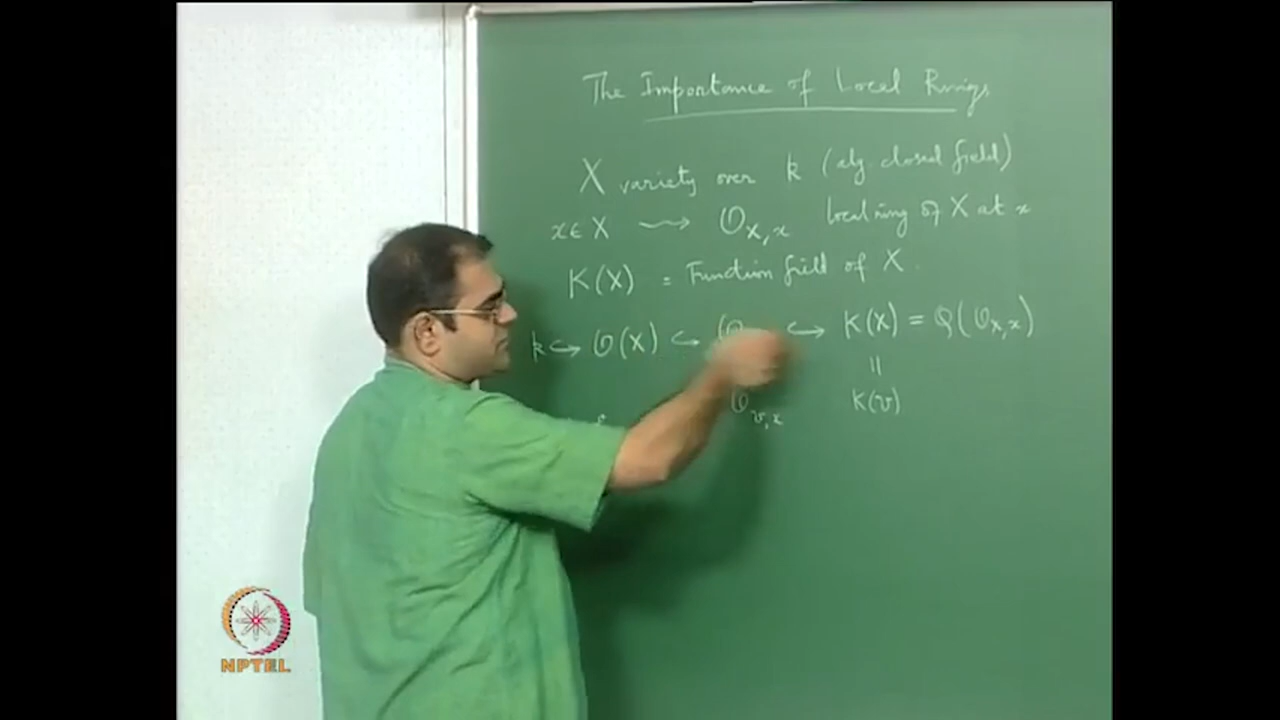 The Importance of Local Rings
X variety over k (alg. closed field)
x ∈ X ⇝ O_{X,x} local ring of X at x
K(X) = Function field of X.
k ↪ O(X) ↪ O ↪ K(X) = Q(O_{X,x})
||
O_{U,x} K(U)
NPTEL